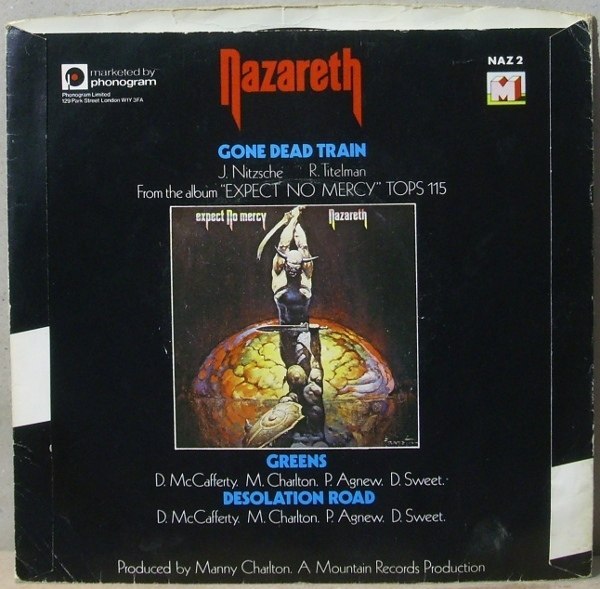 marketed by
phonogram
Phonogram Limited
129 Park Street London W1Y 3FA
Nazareth
NAZ 2
M
GONE DEAD TRAIN
J. Nitzsche R. Titelman
From the album "EXPECT NO MERCY" TOPS 115
expect No mercy Nazareth
GREENS
D. McCafferty. M. Charlton. P. Agnew. D. Sweet.
DESOLATION ROAD
D. McCafferty. M. Charlton. P. Agnew. D. Sweet.
Produced by Manny Charlton. A Mountain Records Production